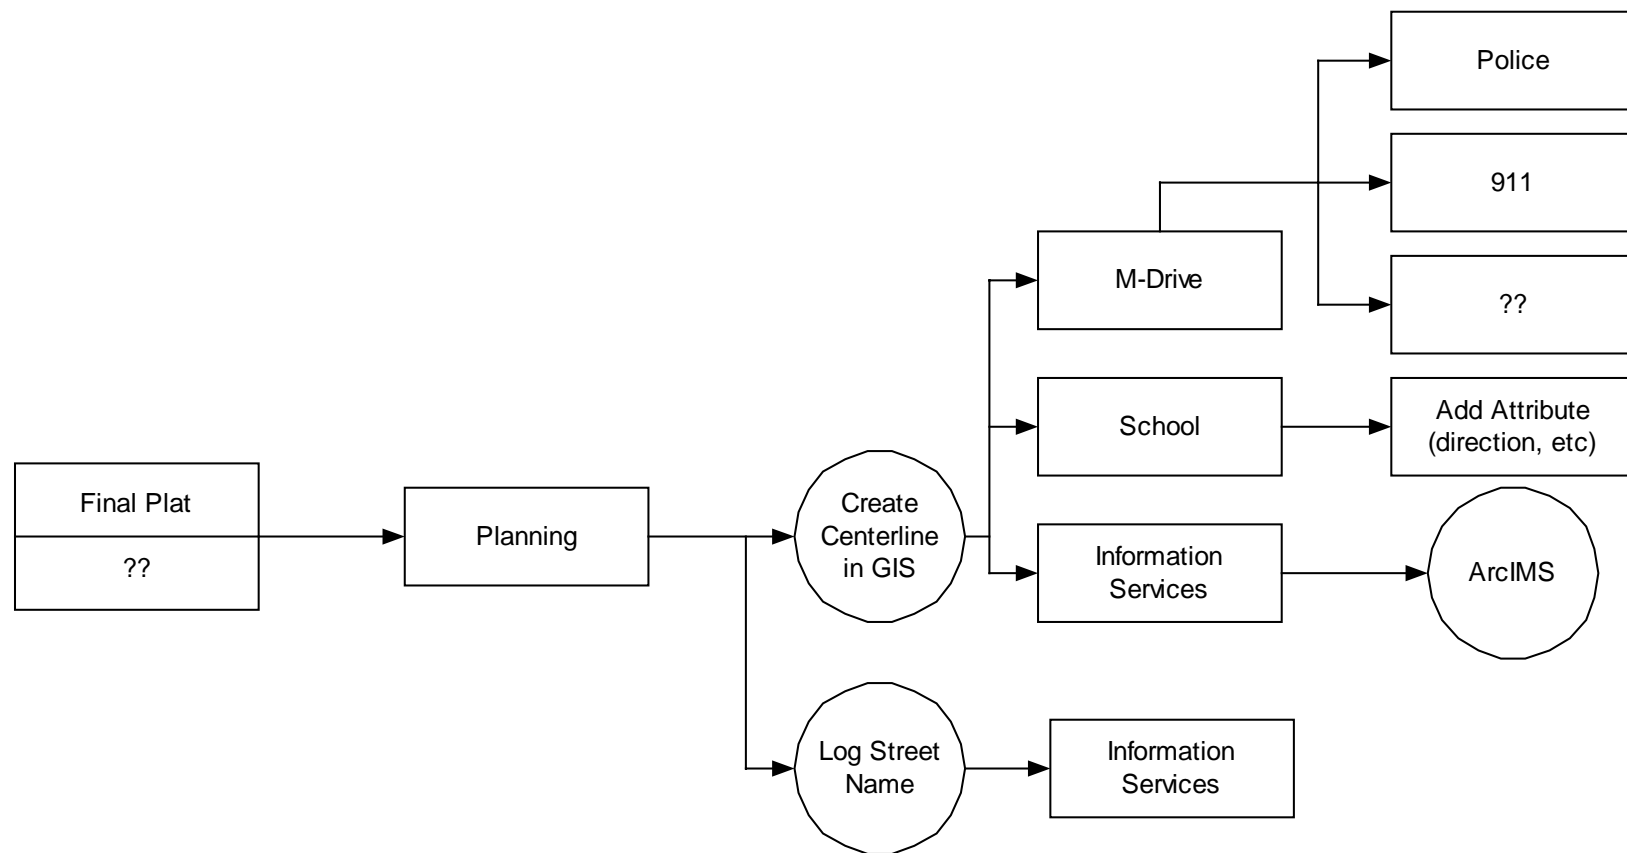 Police
911
M-Drive
??
School
Add Attribute
(direction, etc)
Final Plat
??
Planning
Create
Centerline
in GIS
Information
Services
ArcIMS
Log Street
Name
Information
Services